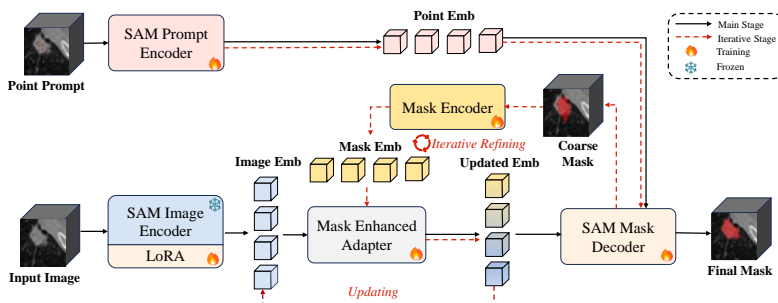 SAM Prompt
Encoder
Point Prompt
Point Emb
Main Stage
Iterative Stage
Training
Frozen
Mask Encoder
Coarse
Mask
Mask Emb
Iterative Refining
Image Emb
Updated Emb
SAM Image
Encoder
LoRA
Input Image
Mask Enhanced
Adapter
SAM Mask
Decoder
Final Mask
Updating